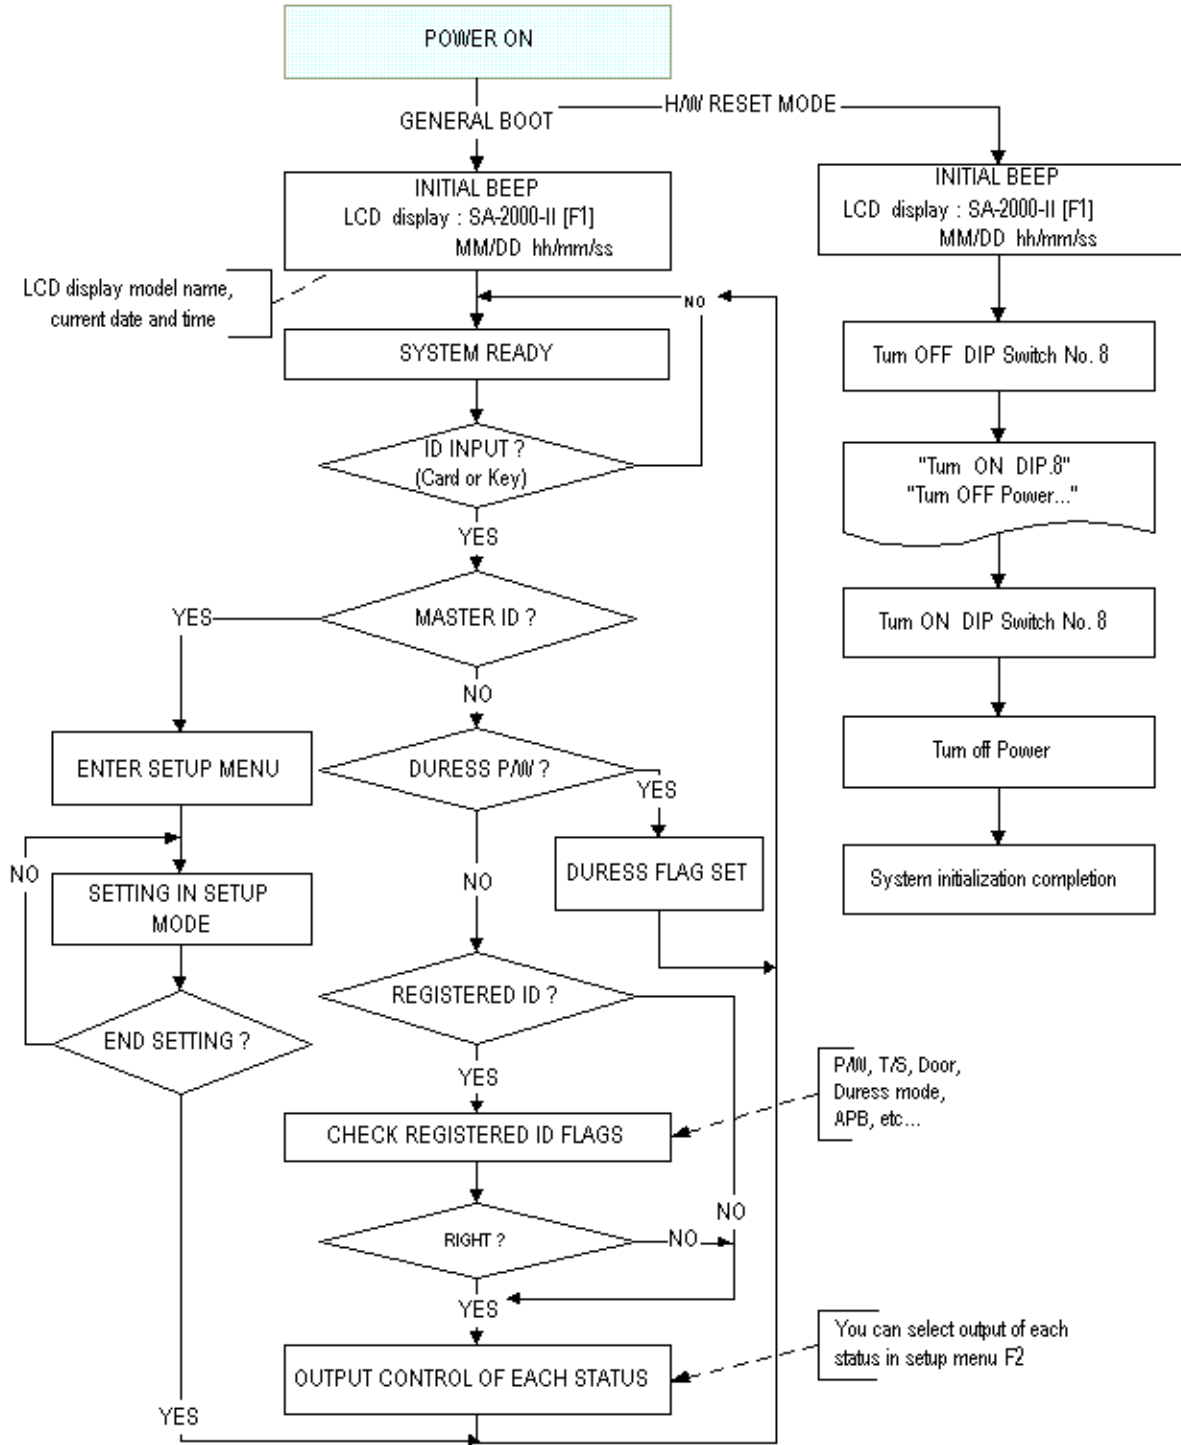 POWER ON
GENERAL BOOT
H/W RESET MODE
INITIAL BEEP
LCD display : SA-2000-II [F1]
MM/DD hh/mm/ss
INITIAL BEEP
LCD display : SA-2000-II [F1]
MM/DD hh/mm/ss
LCD display model name,
current date and time
NO
SYSTEM READY
Turn OFF DIP Switch No. 8
ID INPUT ?
(Card or Key)
YES
"Turn ON DIP.8"
"Turn OFF Power..."
MASTER ID ?
YES
NO
Turn ON DIP Switch No. 8
ENTER SETUP MENU
DURESS P/W ?
YES
Turn off Power
NO
SETTING IN SETUP
MODE
NO
DURESS FLAG SET
System initialization completion
END SETTING ?
REGISTERED ID ?
YES
CHECK REGISTERED ID FLAGS
P/W, T/S, Door,
Duress mode,
APB, etc...
NO
RIGHT ?
NO
YES
OUTPUT CONTROL OF EACH STATUS
You can select output of each
status in setup menu F2
YES